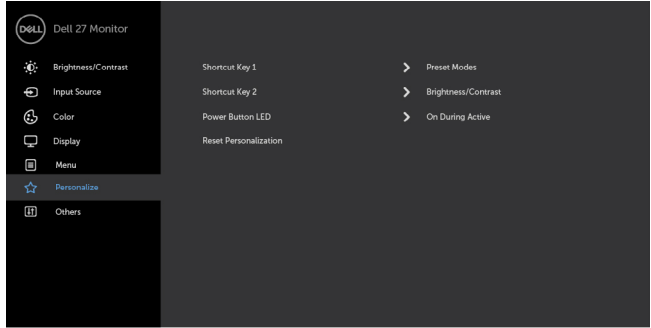 DELL Dell 27 Monitor
Brightness/Contrast
Shortcut Key 1 Preset Modes
Input Source
Shortcut Key 2 Brightness/Contrast
Color
Power Button LED On During Active
Display
Reset Personalization
Menu
Personalize
Others